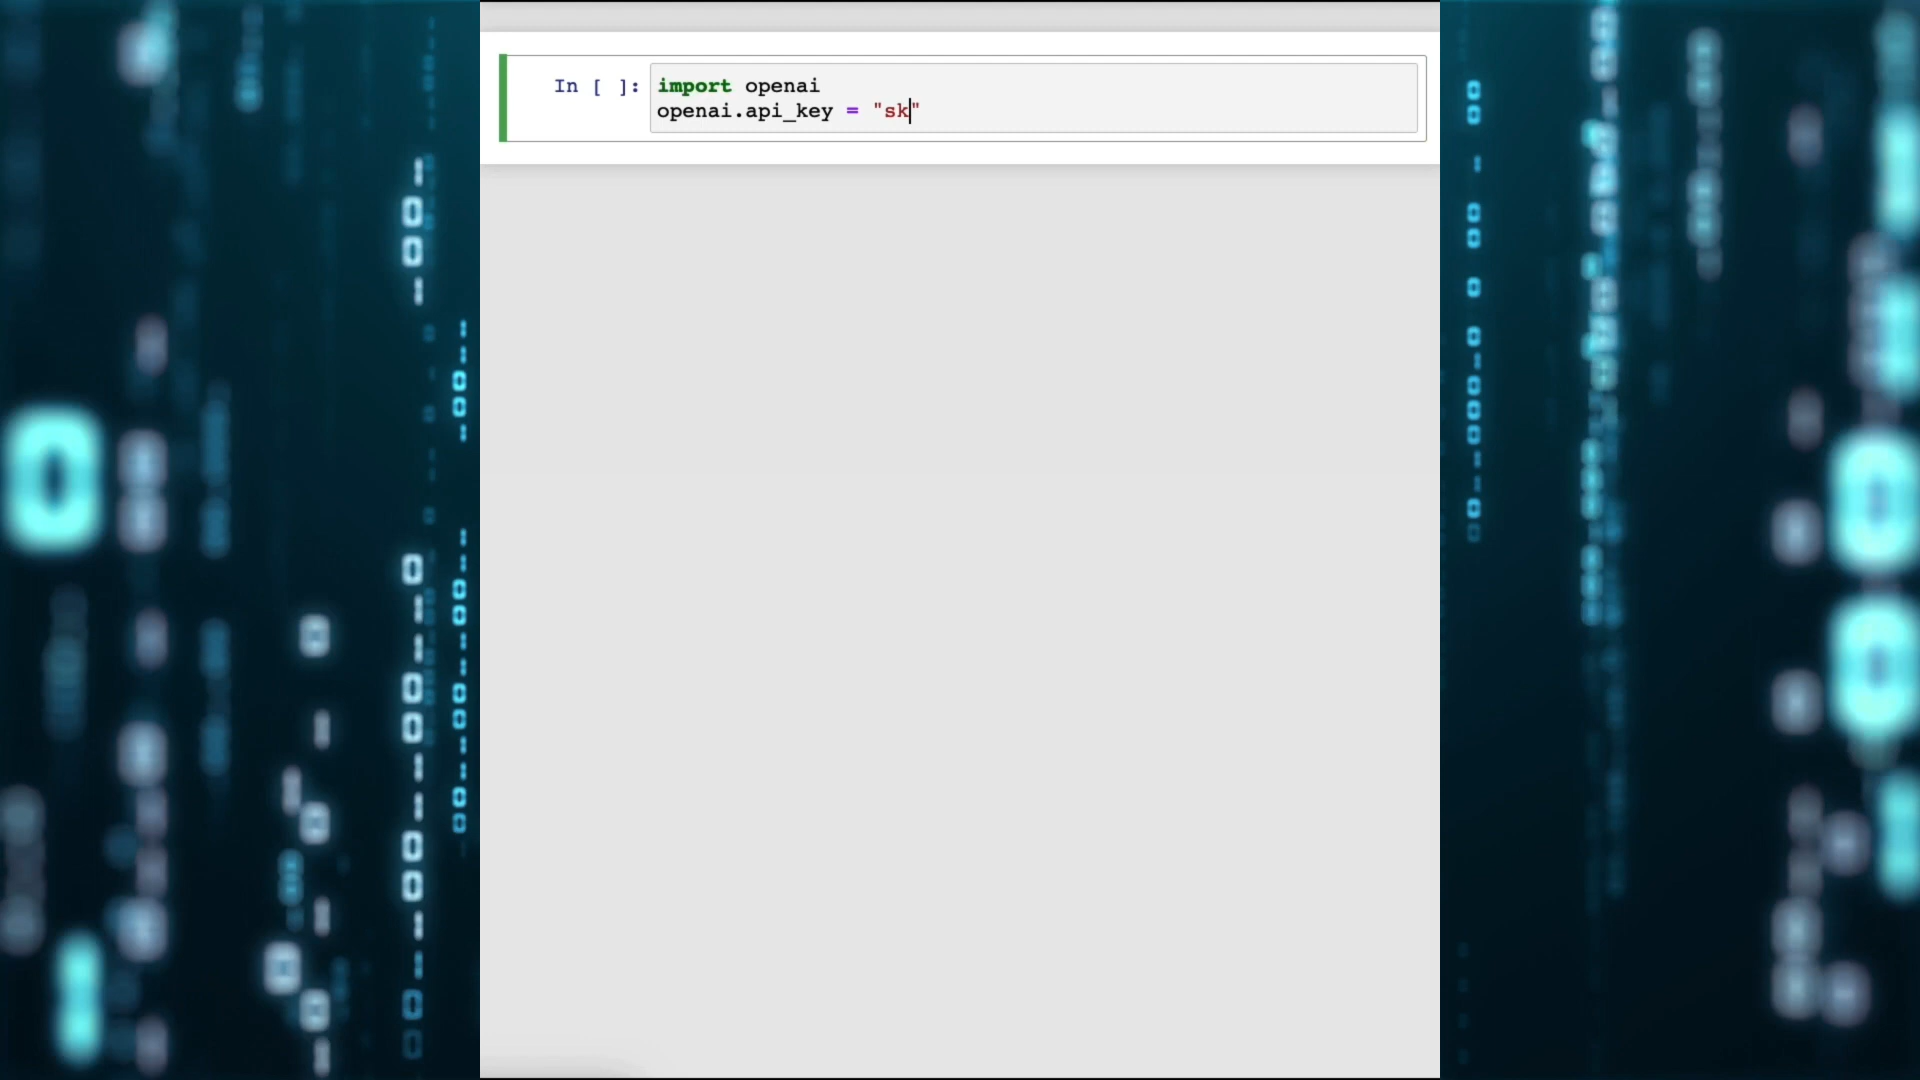 In [ ]: import openai
openai.api_key = "sk"